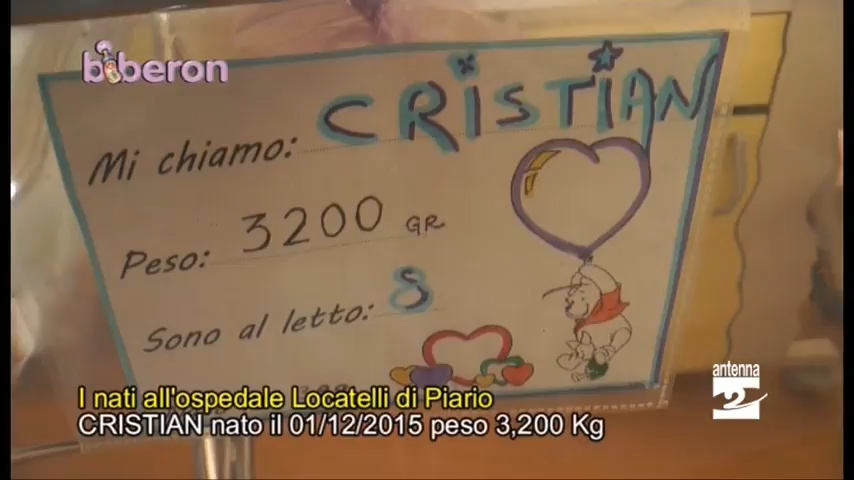 biberon
Mi chiamo: CRISTIAN
Peso: 3200 GR
Sono al letto: 8
I nati all'ospedale Locatelli di Piario
CRISTIAN nato il 01/12/2015 peso 3,200 Kg
antenna
2